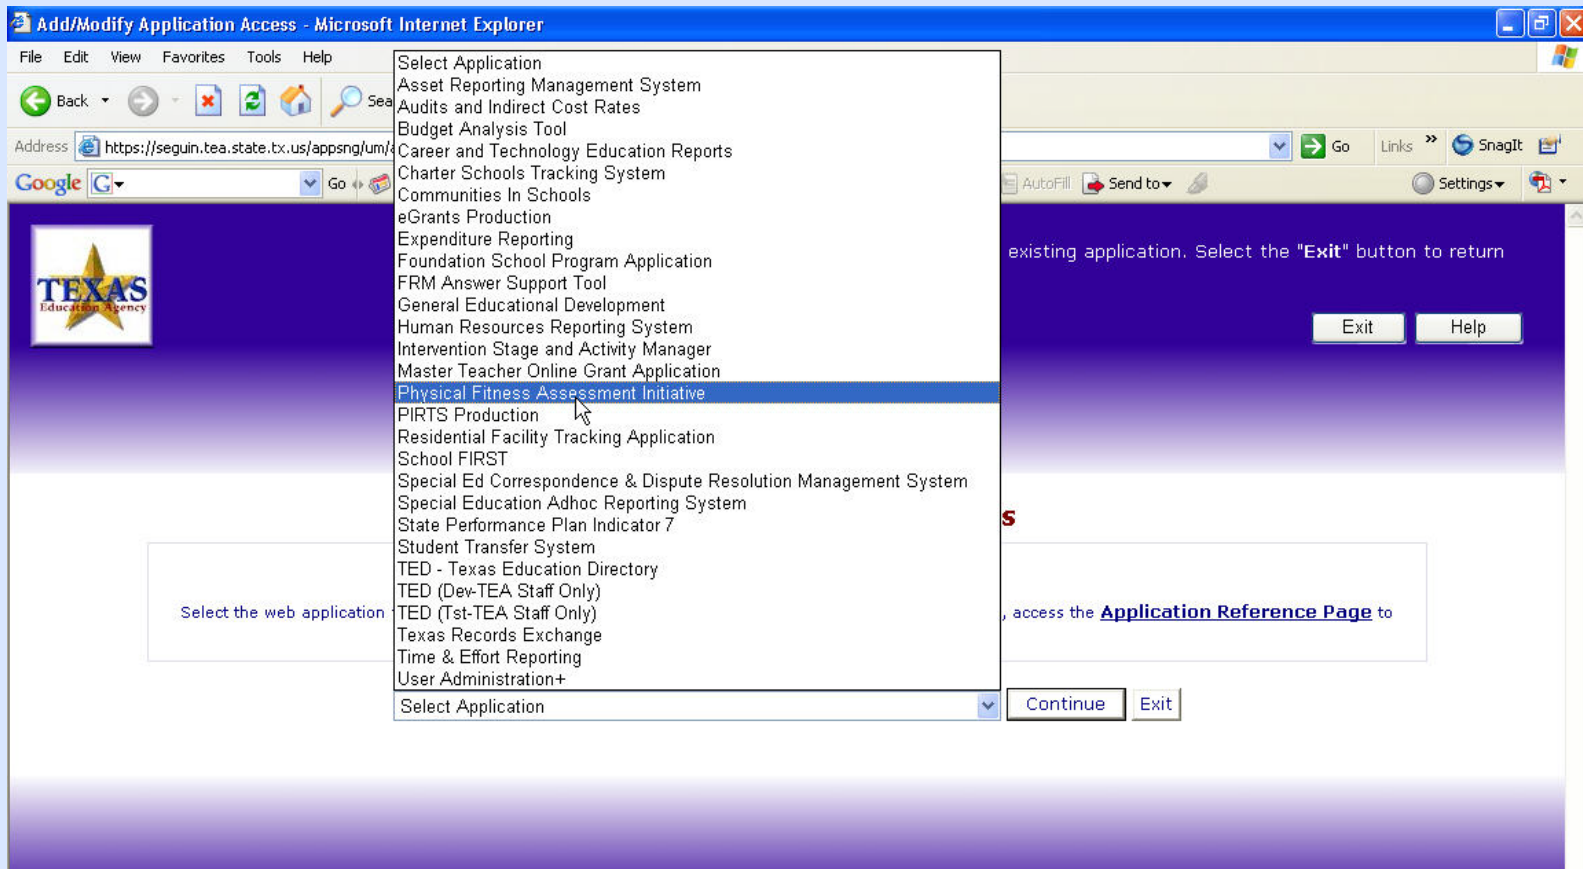 Add/Modify Application Access - Microsoft Internet Explorer
File Edit View Favorites Tools Help
Back Sea
Address https://seguin.tea.state.tx.us/appsng/um/ Go Links » SnagIt
Google G Go AutoFill Send to Settings
TEXAS
Education Agency
existing application. Select the "Exit" button to return
Exit Help
Select Application
Asset Reporting Management System
Audits and Indirect Cost Rates
Budget Analysis Tool
Career and Technology Education Reports
Charter Schools Tracking System
Communities In Schools
eGrants Production
Expenditure Reporting
Foundation School Program Application
FRM Answer Support Tool
General Educational Development
Human Resources Reporting System
Intervention Stage and Activity Manager
Master Teacher Online Grant Application
Physical Fitness Assessment Initiative
PIRTS Production
Residential Facility Tracking Application
School FIRST
Special Ed Correspondence & Dispute Resolution Management System
Special Education Adhoc Reporting System
State Performance Plan Indicator 7
Student Transfer System
TED - Texas Education Directory
TED (Dev-TEA Staff Only)
TED (Tst-TEA Staff Only)
Texas Records Exchange
Time & Effort Reporting
User Administration+
s
Select the web application , access the Application Reference Page to
Select Application Continue Exit